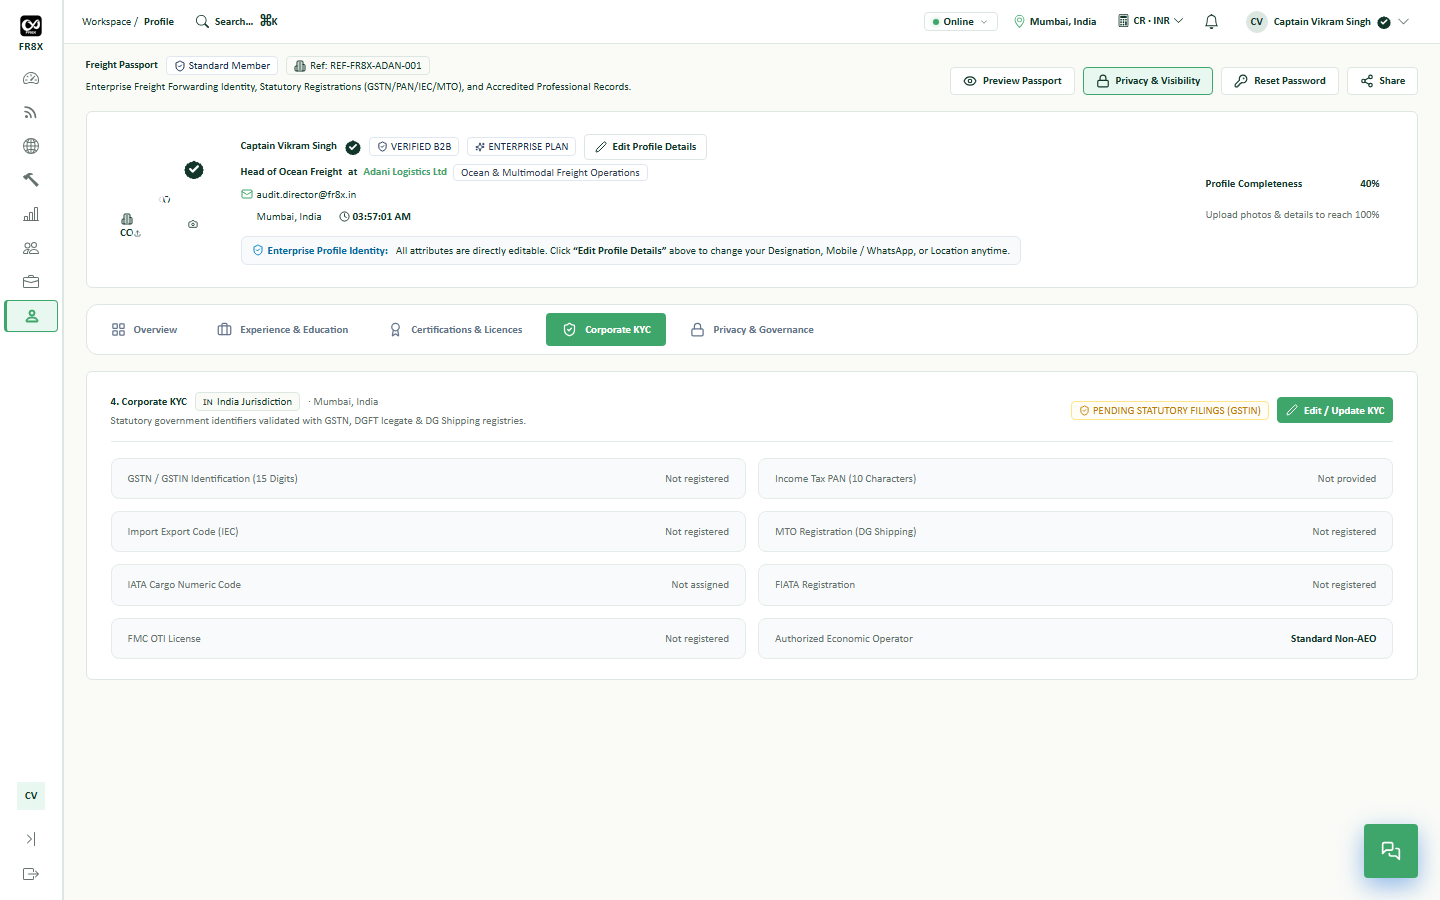 FR8X
Workspace / Profile
Search... ⌘K
Online
Mumbai, India
CR · INR
CV
Captain Vikram Singh
Freight Passport
Standard Member
Ref: REF-FR8X-ADAN-001
Enterprise Freight Forwarding Identity, Statutory Registrations (GSTN/PAN/IEC/MTO), and Accredited Professional Records.
Preview Passport
Privacy & Visibility
Reset Password
Share
Captain Vikram Singh
VERIFIED B2B
ENTERPRISE PLAN
Edit Profile Details
Head of Ocean Freight at Adani Logistics Ltd
Ocean & Multimodal Freight Operations
audit.director@fr8x.in
Mumbai, India
03:57:01 AM
CO
Enterprise Profile Identity: All attributes are directly editable. Click “Edit Profile Details” above to change your Designation, Mobile / WhatsApp, or Location anytime.
Profile Completeness 40%
Upload photos & details to reach 100%
Overview
Experience & Education
Certifications & Licences
Corporate KYC
Privacy & Governance
4. Corporate KYC
IN India Jurisdiction
· Mumbai, India
Statutory government identifiers validated with GSTN, DGFT Icegate & DG Shipping registries.
PENDING STATUTORY FILINGS (GSTIN)
Edit / Update KYC
GSTN / GSTIN Identification (15 Digits) Not registered
Income Tax PAN (10 Characters) Not provided
Import Export Code (IEC) Not registered
MTO Registration (DG Shipping) Not registered
IATA Cargo Numeric Code Not assigned
FIATA Registration Not registered
FMC OTI License Not registered
Authorized Economic Operator Standard Non-AEO
CV